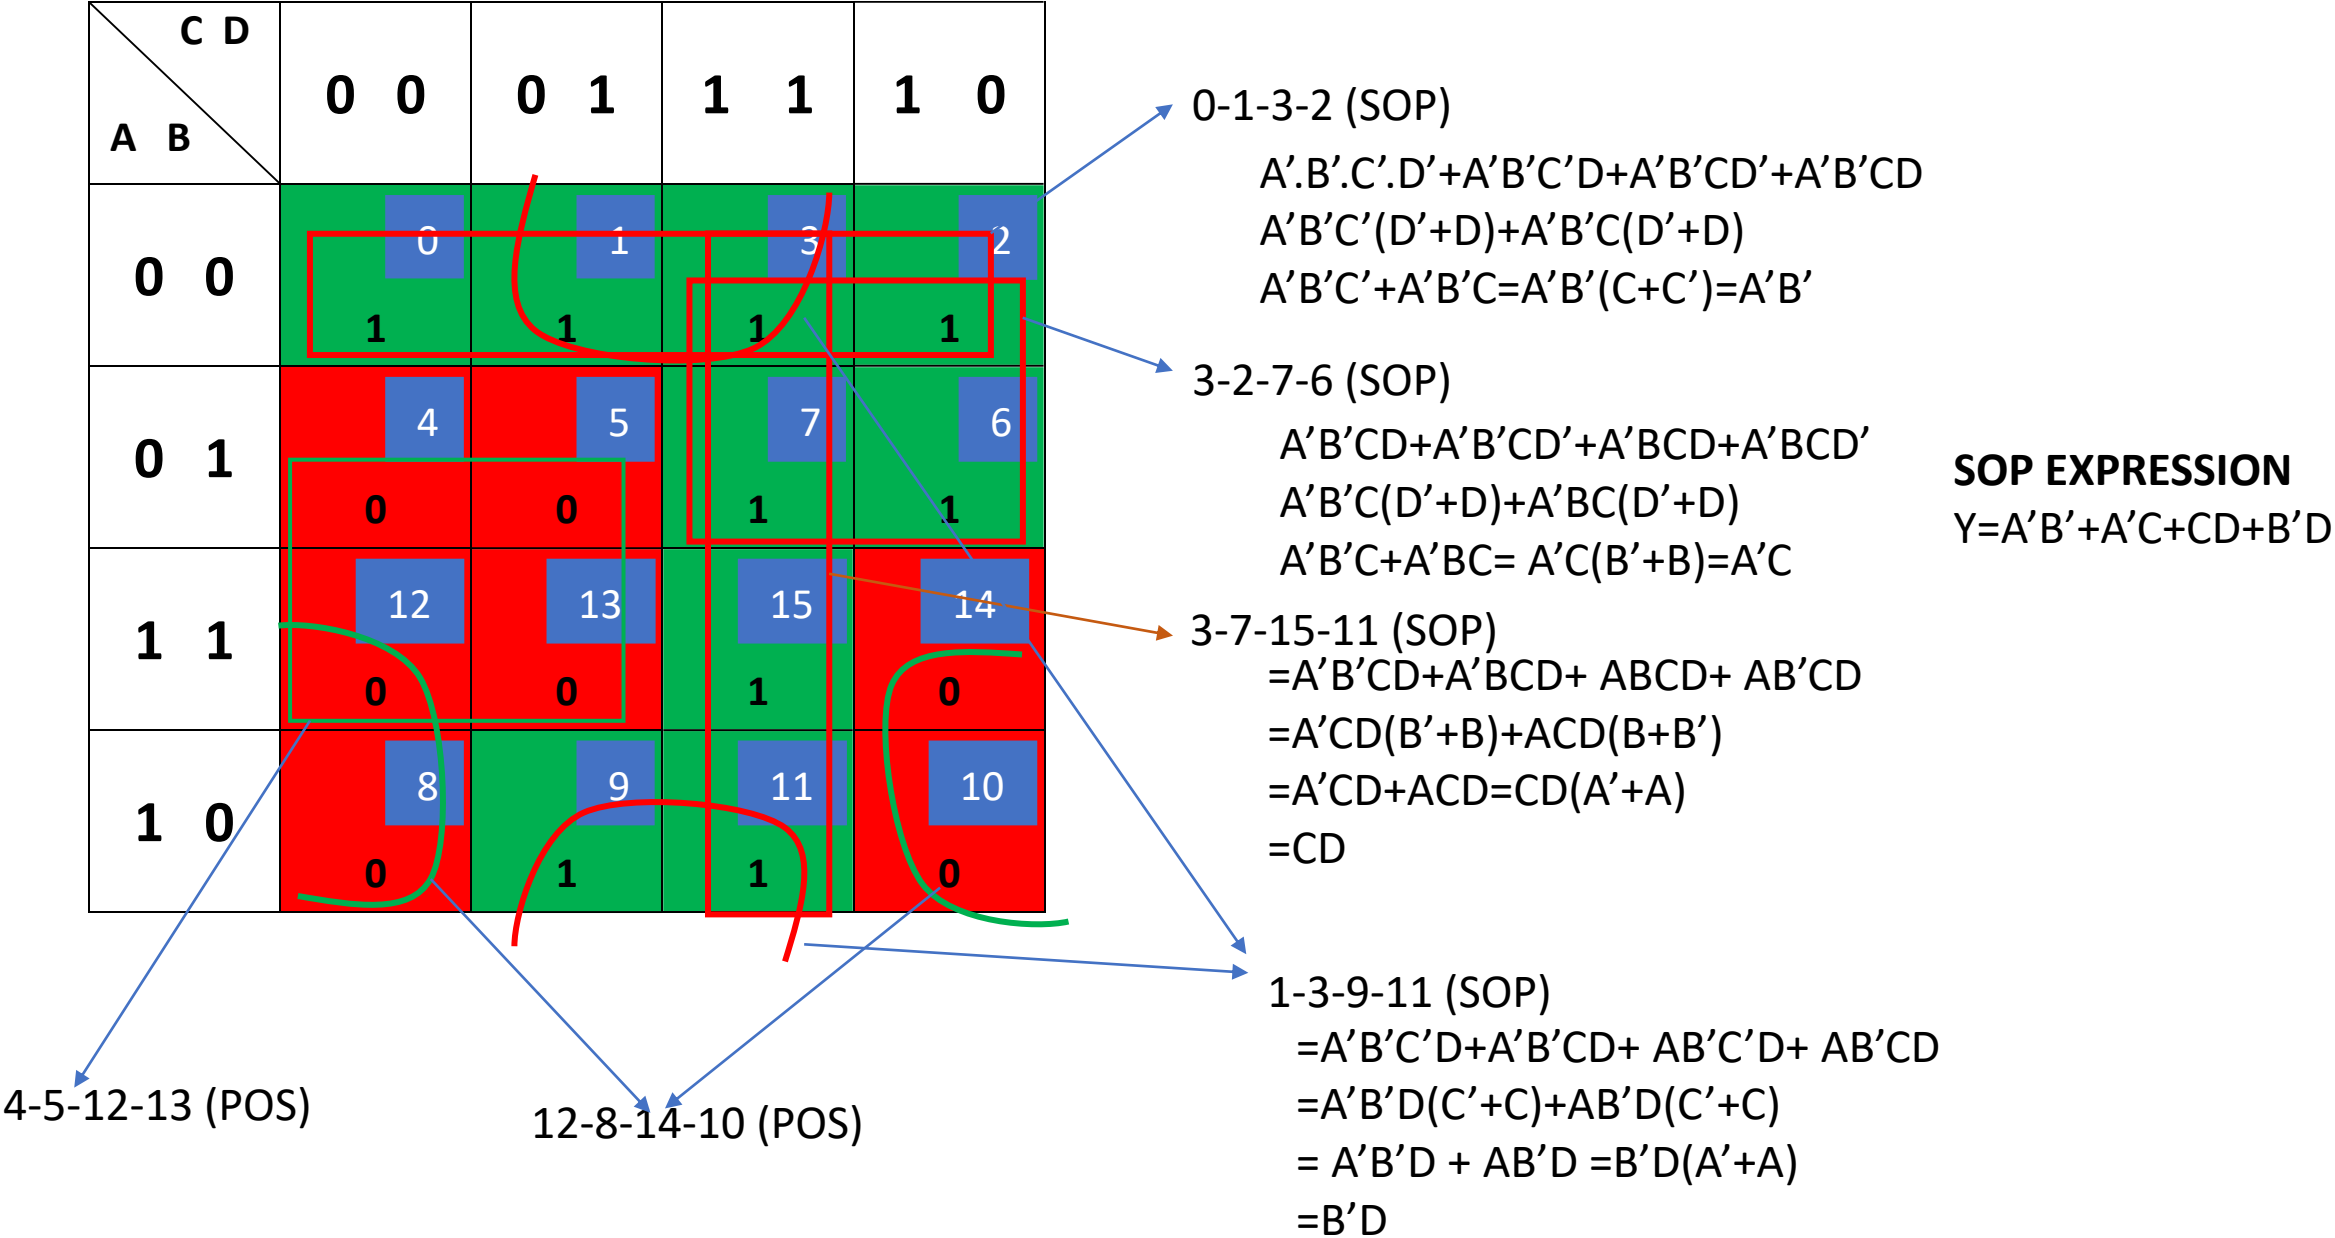 C D
A B
0 0 0 1 1 1 1 0
0 0
0 1 3 2
1 1 1 1
0 1
4 5 7 6
0 0 1 1
1 1
12 13 15 14
0 0 1 0
1 0
8 9 11 10
0 1 1 0
0-1-3-2 (SOP)
A’.B’.C’.D’+A’B’C’D+A’B’CD’+A’B’CD
A’B’C’(D’+D)+A’B’C(D’+D)
A’B’C’+A’B’C=A’B’(C+C’)=A’B’
3-2-7-6 (SOP)
A’B’CD+A’B’CD’+A’BCD+A’BCD’
A’B’C(D’+D)+A’BC(D’+D)
A’B’C+A’BC= A’C(B’+B)=A’C
SOP EXPRESSION
Y=A’B’+A’C+CD+B’D
3-7-15-11 (SOP)
=A’B’CD+A’BCD+ ABCD+ AB’CD
=A’CD(B’+B)+ACD(B+B’)
=A’CD+ACD=CD(A’+A)
=CD
1-3-9-11 (SOP)
=A’B’C’D+A’B’CD+ AB’C’D+ AB’CD
=A’B’D(C’+C)+AB’D(C’+C)
= A’B’D + AB’D =B’D(A’+A)
=B’D
4-5-12-13 (POS)
12-8-14-10 (POS)